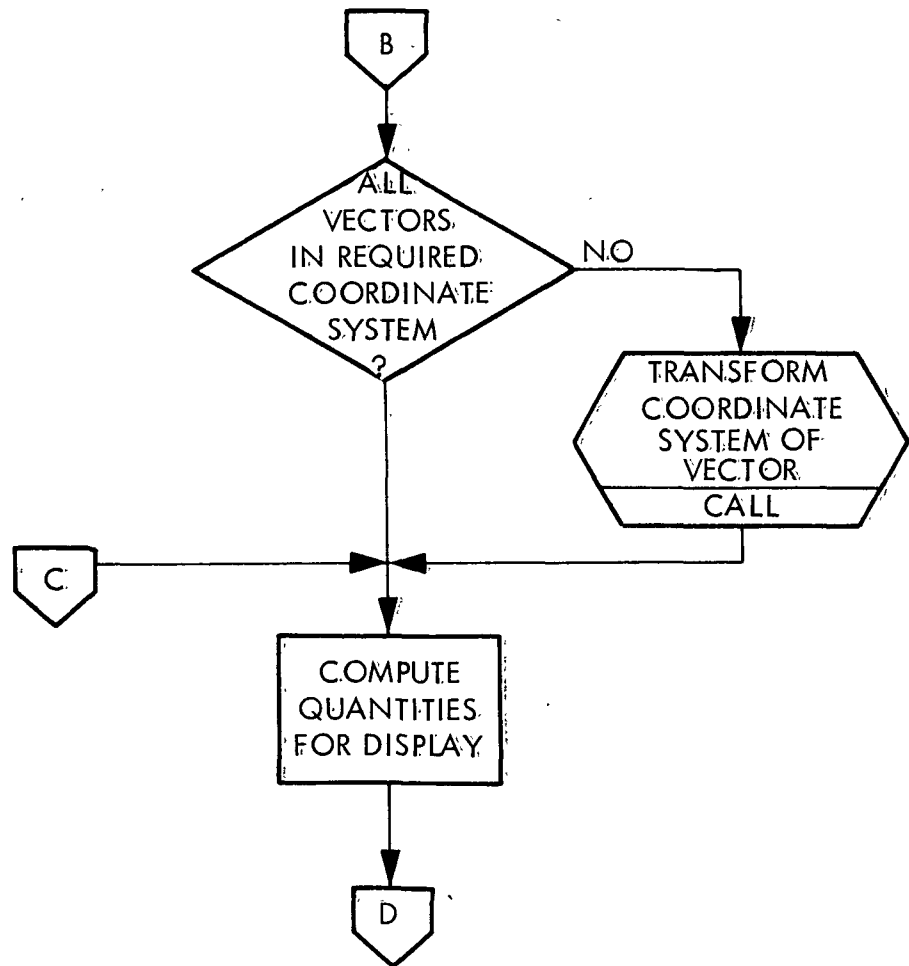 B
ALL
VECTORS
IN REQUIRED
COORDINATE
SYSTEM
?
NO
TRANSFORM
COORDINATE
SYSTEM OF
VECTOR
CALL
C
COMPUTE
QUANTITIES
FOR DISPLAY
D